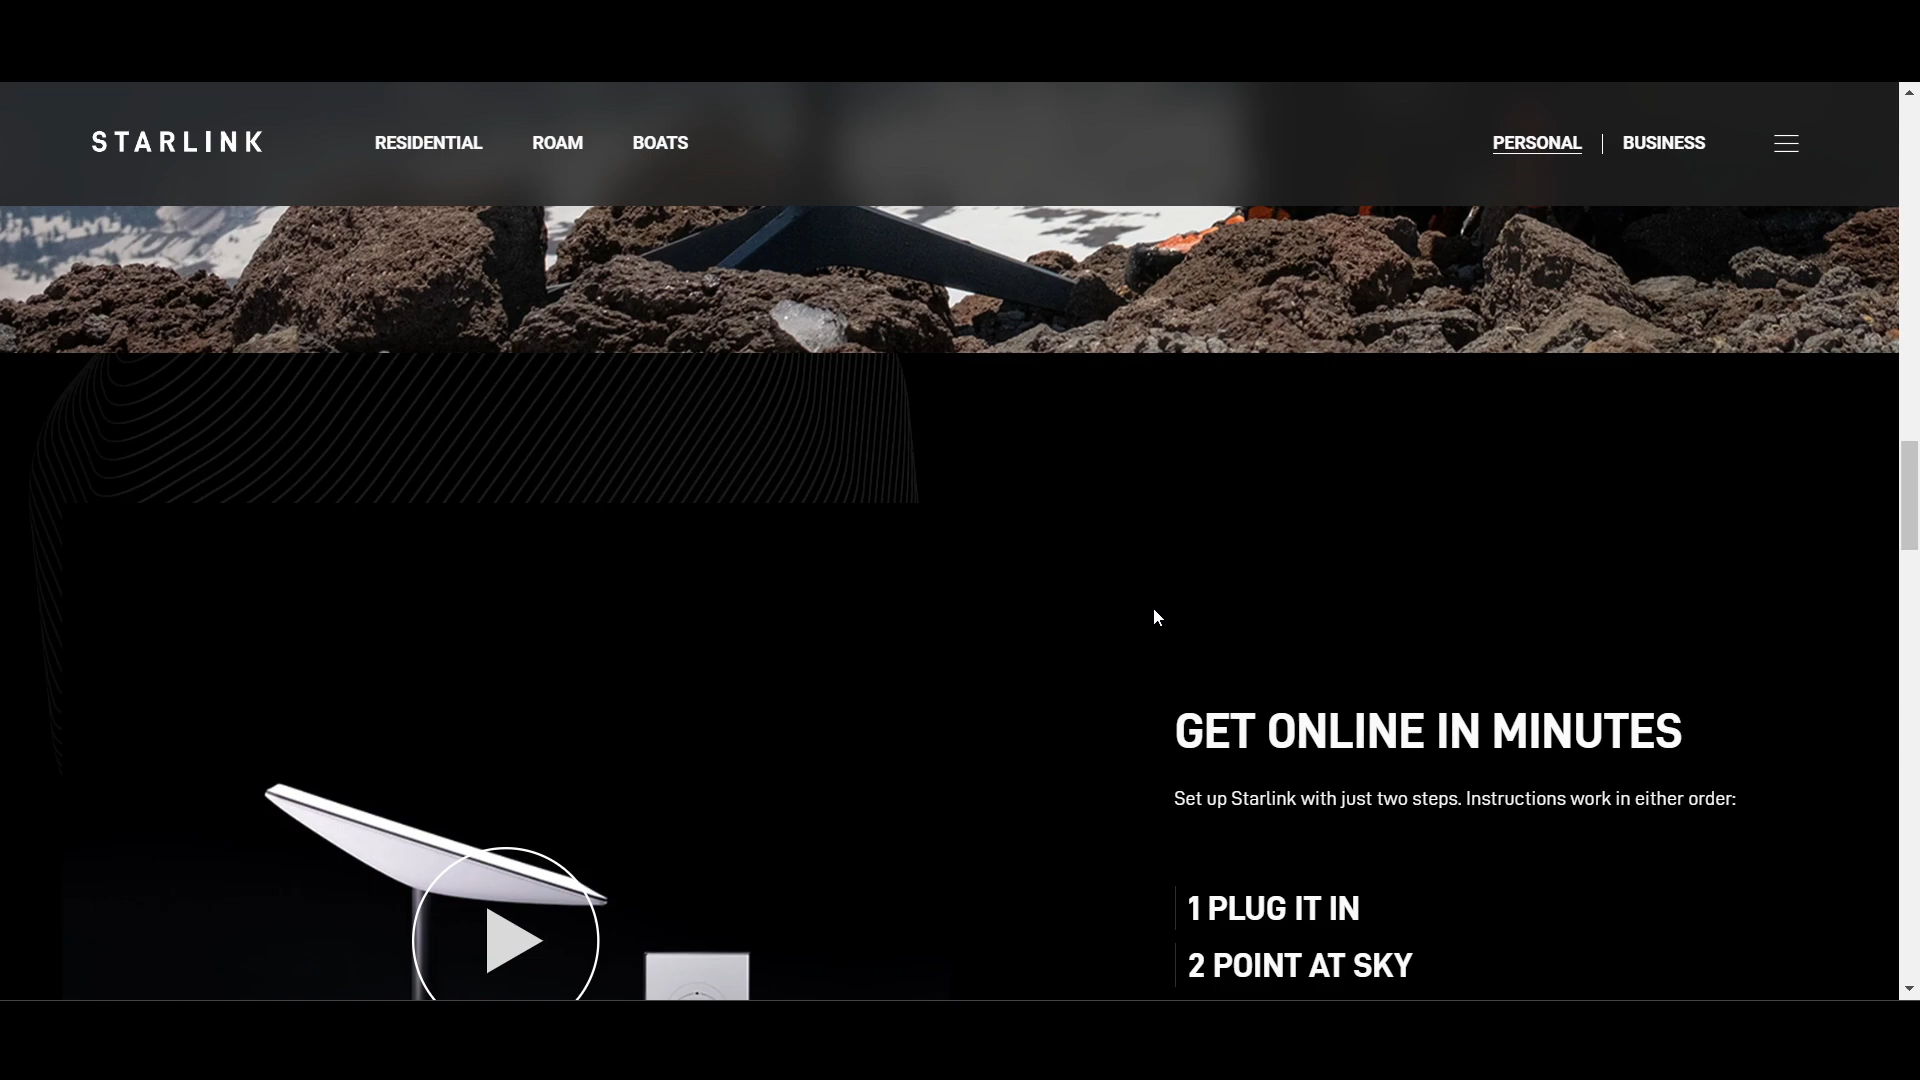 STARLINK
RESIDENTIAL ROAM BOATS
PERSONAL BUSINESS
GET ONLINE IN MINUTES
Set up Starlink with just two steps. Instructions work in either order:
1 PLUG IT IN
2 POINT AT SKY